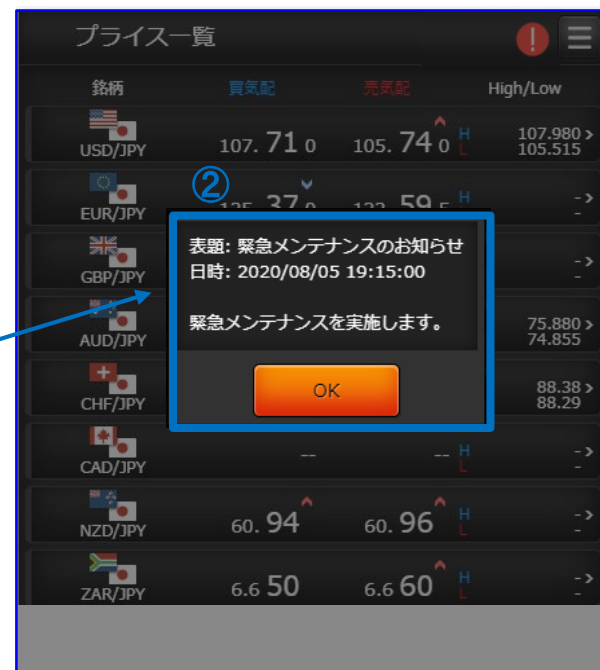 プライス一覧
銘柄 買気配 売気配 High/Low
USD/JPY 107. 71 0 105. 74 0 H L 107.980 > 105.515
②
EUR/JPY 37 59 H L - > -
表題: 緊急メンテナンスのお知らせ
日時: 2020/08/05 19:15:00
緊急メンテナンスを実施します。
OK
GBP/JPY - > -
AUD/JPY 75.880 > 74.855
CHF/JPY 88.38 > 88.29
CAD/JPY -- -- H L - > -
NZD/JPY 60. 94 60. 96 H L - > -
ZAR/JPY 6.6 50 6.6 60 H L - > -